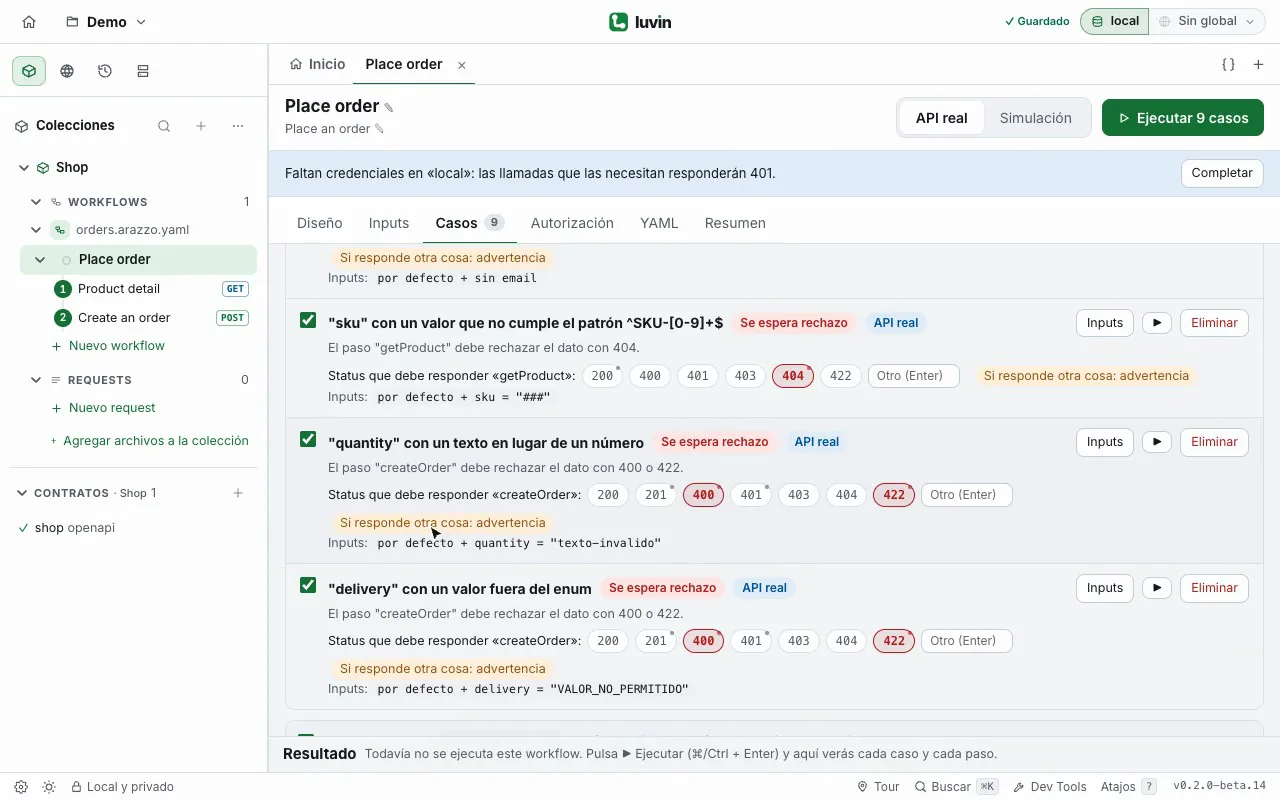 Demo
luvin
Guardado
local
Sin global
Inicio
Place order
{ }
Colecciones
Place order
Place an order
API real
Simulación
Ejecutar 9 casos
Shop
Faltan credenciales en «local»: las llamadas que las necesitan responderán 401.
Completar
WORKFLOWS
1
orders.arazzo.yaml
Place order
1 Product detail GET
2 Create an order POST
+ Nuevo workflow
REQUESTS
0
+ Nuevo request
+ Agregar archivos a la colección
CONTRATOS · Shop 1
shop openapi
Diseño
Inputs
Casos 9
Autorización
YAML
Resumen
Si responde otra cosa: advertencia
Inputs: por defecto + sin email
"sku" con un valor que no cumple el patrón ^SKU-[0-9]+$ Se espera rechazo API real Inputs Eliminar
El paso "getProduct" debe rechazar el dato con 404.
Status que debe responder «getProduct»: 200 400 401 403 404 422 Otro (Enter) Si responde otra cosa: advertencia
Inputs: por defecto + sku = "###"
"quantity" con un texto en lugar de un número Se espera rechazo API real Inputs Eliminar
El paso "createOrder" debe rechazar el dato con 400 o 422.
Status que debe responder «createOrder»: 200 201 400 401 403 404 422 Otro (Enter)
Si responde otra cosa: advertencia
Inputs: por defecto + quantity = "texto-invalido"
"delivery" con un valor fuera del enum Se espera rechazo API real Inputs Eliminar
El paso "createOrder" debe rechazar el dato con 400 o 422.
Status que debe responder «createOrder»: 200 201 400 401 403 404 422 Otro (Enter)
Si responde otra cosa: advertencia
Inputs: por defecto + delivery = "VALOR_NO_PERMITIDO"
Resultado Todavía no se ejecuta este workflow. Pulsa ▶ Ejecutar (⌘/Ctrl + Enter) y aquí verás cada caso y cada paso.
Local y privado
Tour
Buscar ⌘K
Dev Tools
Atajos ?
v0.2.0-beta.14